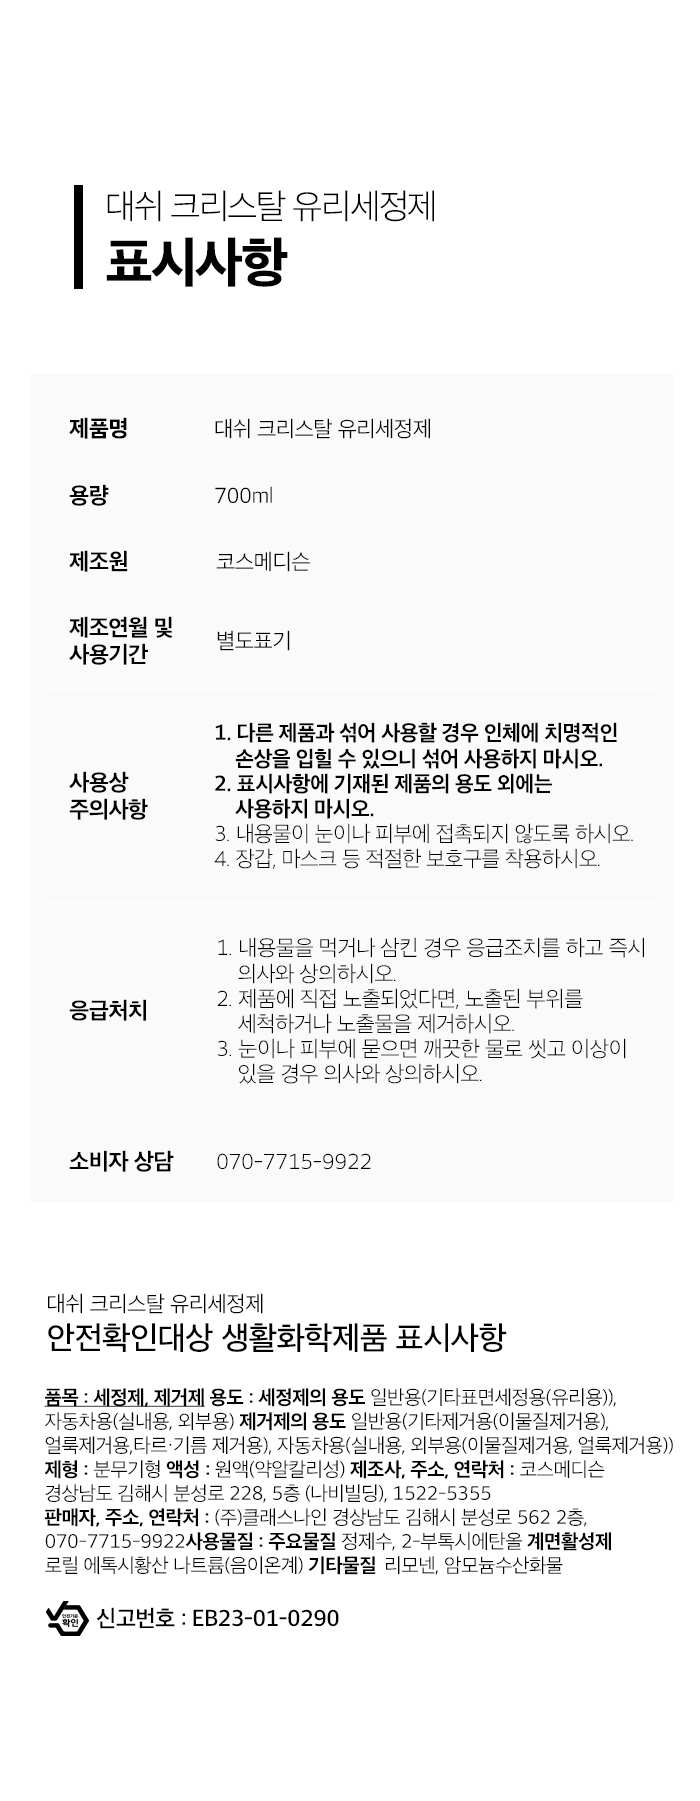 대쉬 크리스탈 유리세정제
표시사항
제품명 대쉬 크리스탈 유리세정제
용량 700ml
제조원 코스메디슨
제조연월 및
사용기간
별도표기
사용상
주의사항
1. 다른 제품과 섞어 사용할 경우 인체에 치명적인
손상을 입힐 수 있으니 섞어 사용하지 마시오.
2. 표시사항에 기재된 제품의 용도 외에는
사용하지 마시오.
3. 내용물이 눈이나 피부에 접촉되지 않도록 하시오.
4. 장갑, 마스크 등 적절한 보호구를 착용하시오.
응급처치
1. 내용물을 먹거나 삼킨 경우 응급조치를 하고 즉시
의사와 상의하시오.
2. 제품에 직접 노출되었다면, 노출된 부위를
세척하거나 노출물을 제거하시오.
3. 눈이나 피부에 묻으면 깨끗한 물로 씻고 이상이
있을 경우 의사와 상의하시오.
소비자 상담 070-7715-9922
대쉬 크리스탈 유리세정제
안전확인대상 생활화학제품 표시사항
품목 : 세정제, 제거제 용도 : 세정제의 용도 일반용(기타표면세정용(유리용)),
자동차용(실내용, 외부용) 제거제의 용도 일반용(기타제거용(이물질제거용),
얼룩제거용,타르·기름 제거용), 자동차용(실내용, 외부용(이물질제거용, 얼룩제거용))
제형 : 분무기형 액성 : 원액(약알칼리성) 제조사, 주소, 연락처 : 코스메디슨
경상남도 김해시 분성로 228, 5층 (나비빌딩), 1522-5355
판매자, 주소, 연락처 : (주)클래스나인 경상남도 김해시 분성로 562 2층,
070-7715-9922사용물질 : 주요물질 정제수, 2-부톡시에탄올 계면활성제
로릴 에톡시황산 나트륨(음이온계) 기타물질 리모넨, 암모늄수산화물
안전기준
확인
신고번호 : EB23-01-0290